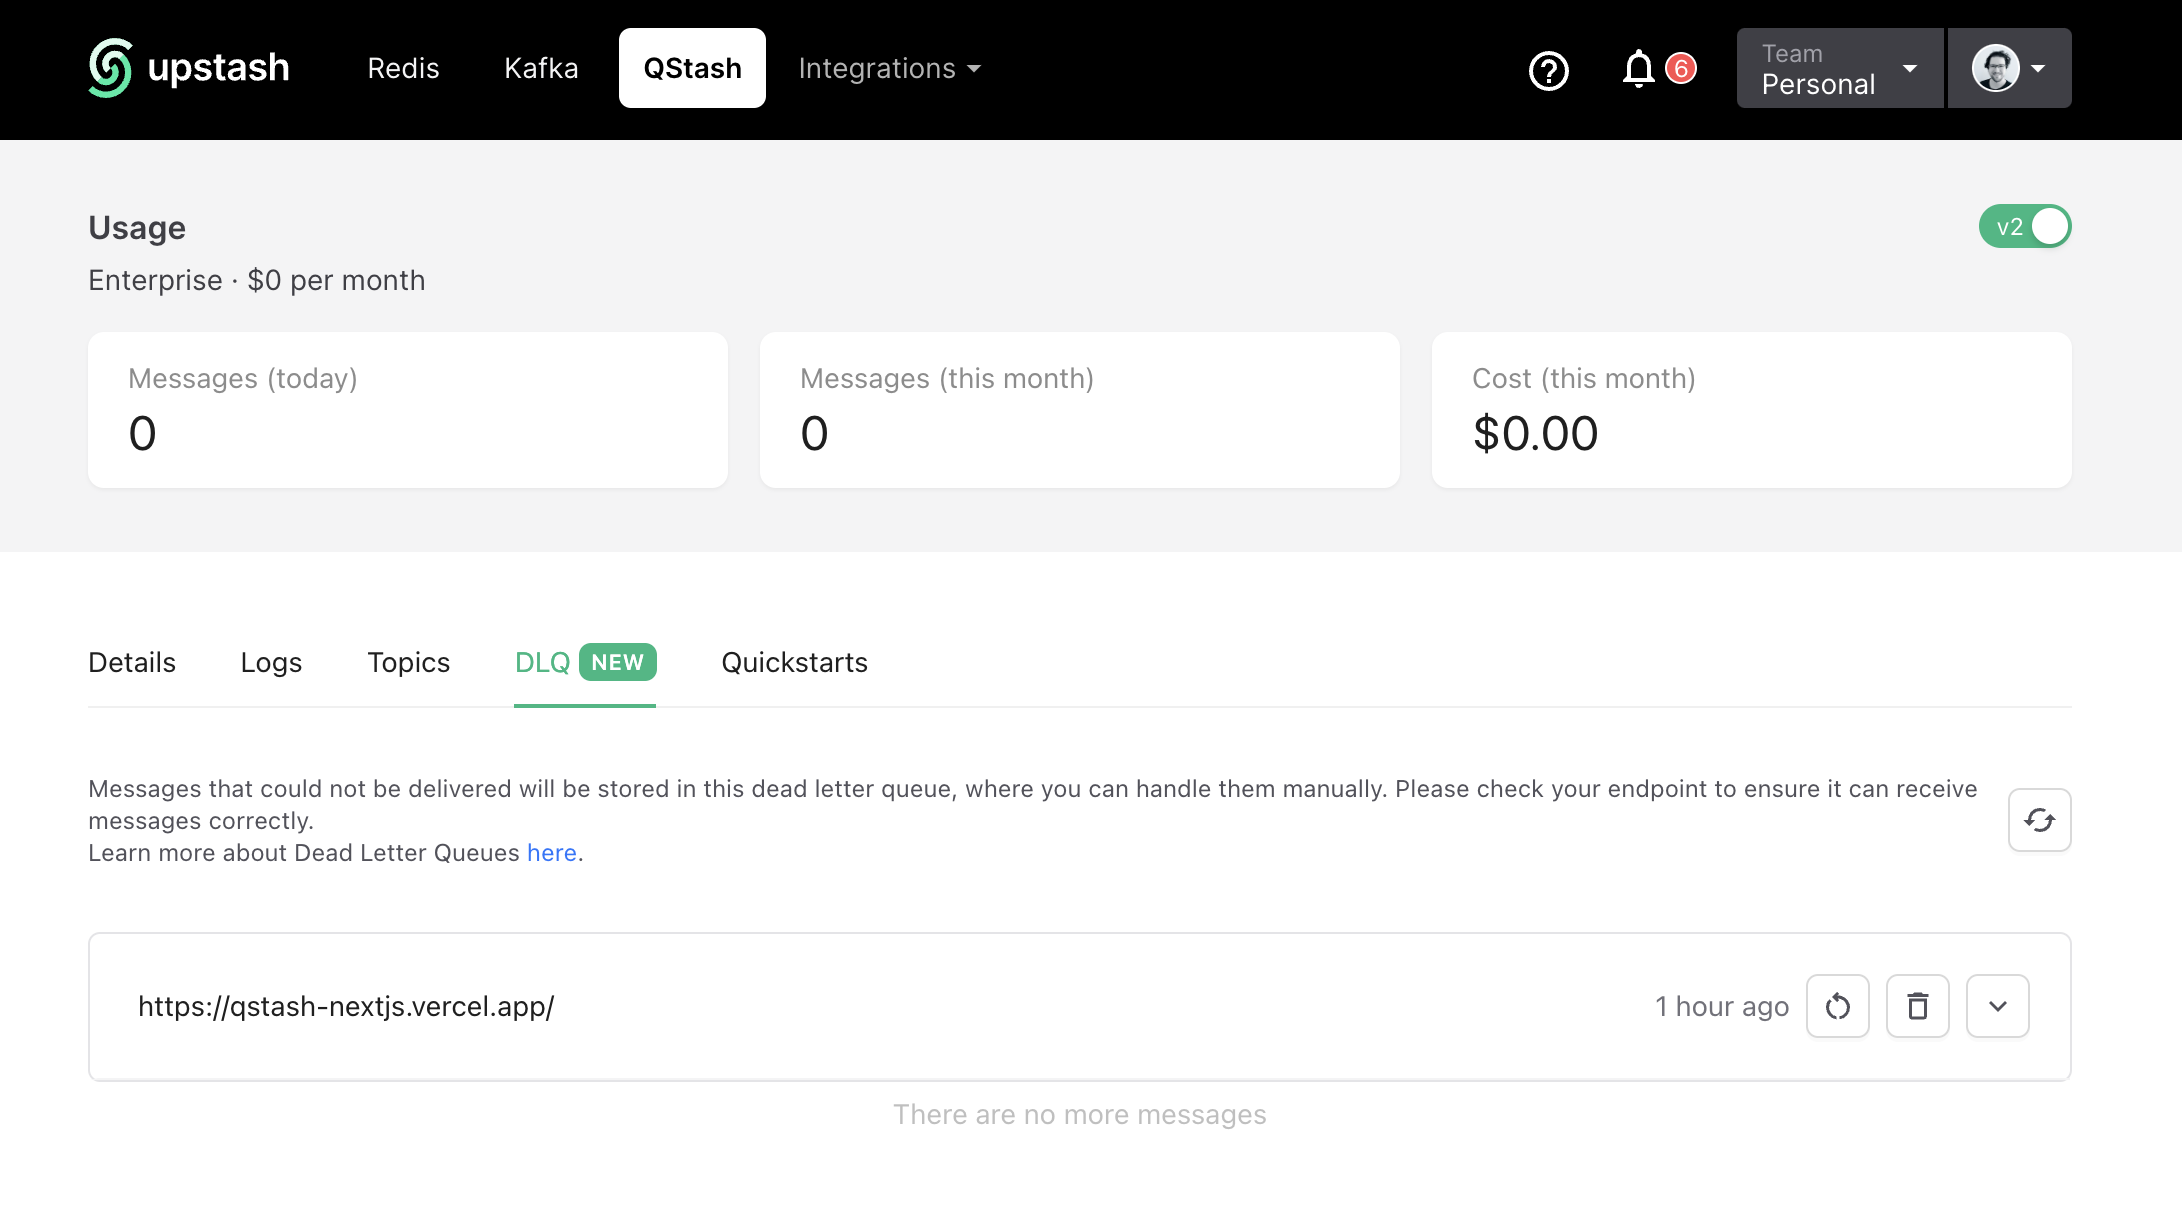 upstash
Redis
Kafka
QStash
Integrations
6
Team
Personal
Usage
v2
Enterprise · $0 per month
Messages (today)
0
Messages (this month)
0
Cost (this month)
$0.00
Details
Logs
Topics
DLQ NEW
Quickstarts
Messages that could not be delivered will be stored in this dead letter queue, where you can handle them manually. Please check your endpoint to ensure it can receive
messages correctly.
Learn more about Dead Letter Queues here.
https://qstash-nextjs.vercel.app/
1 hour ago
There are no more messages